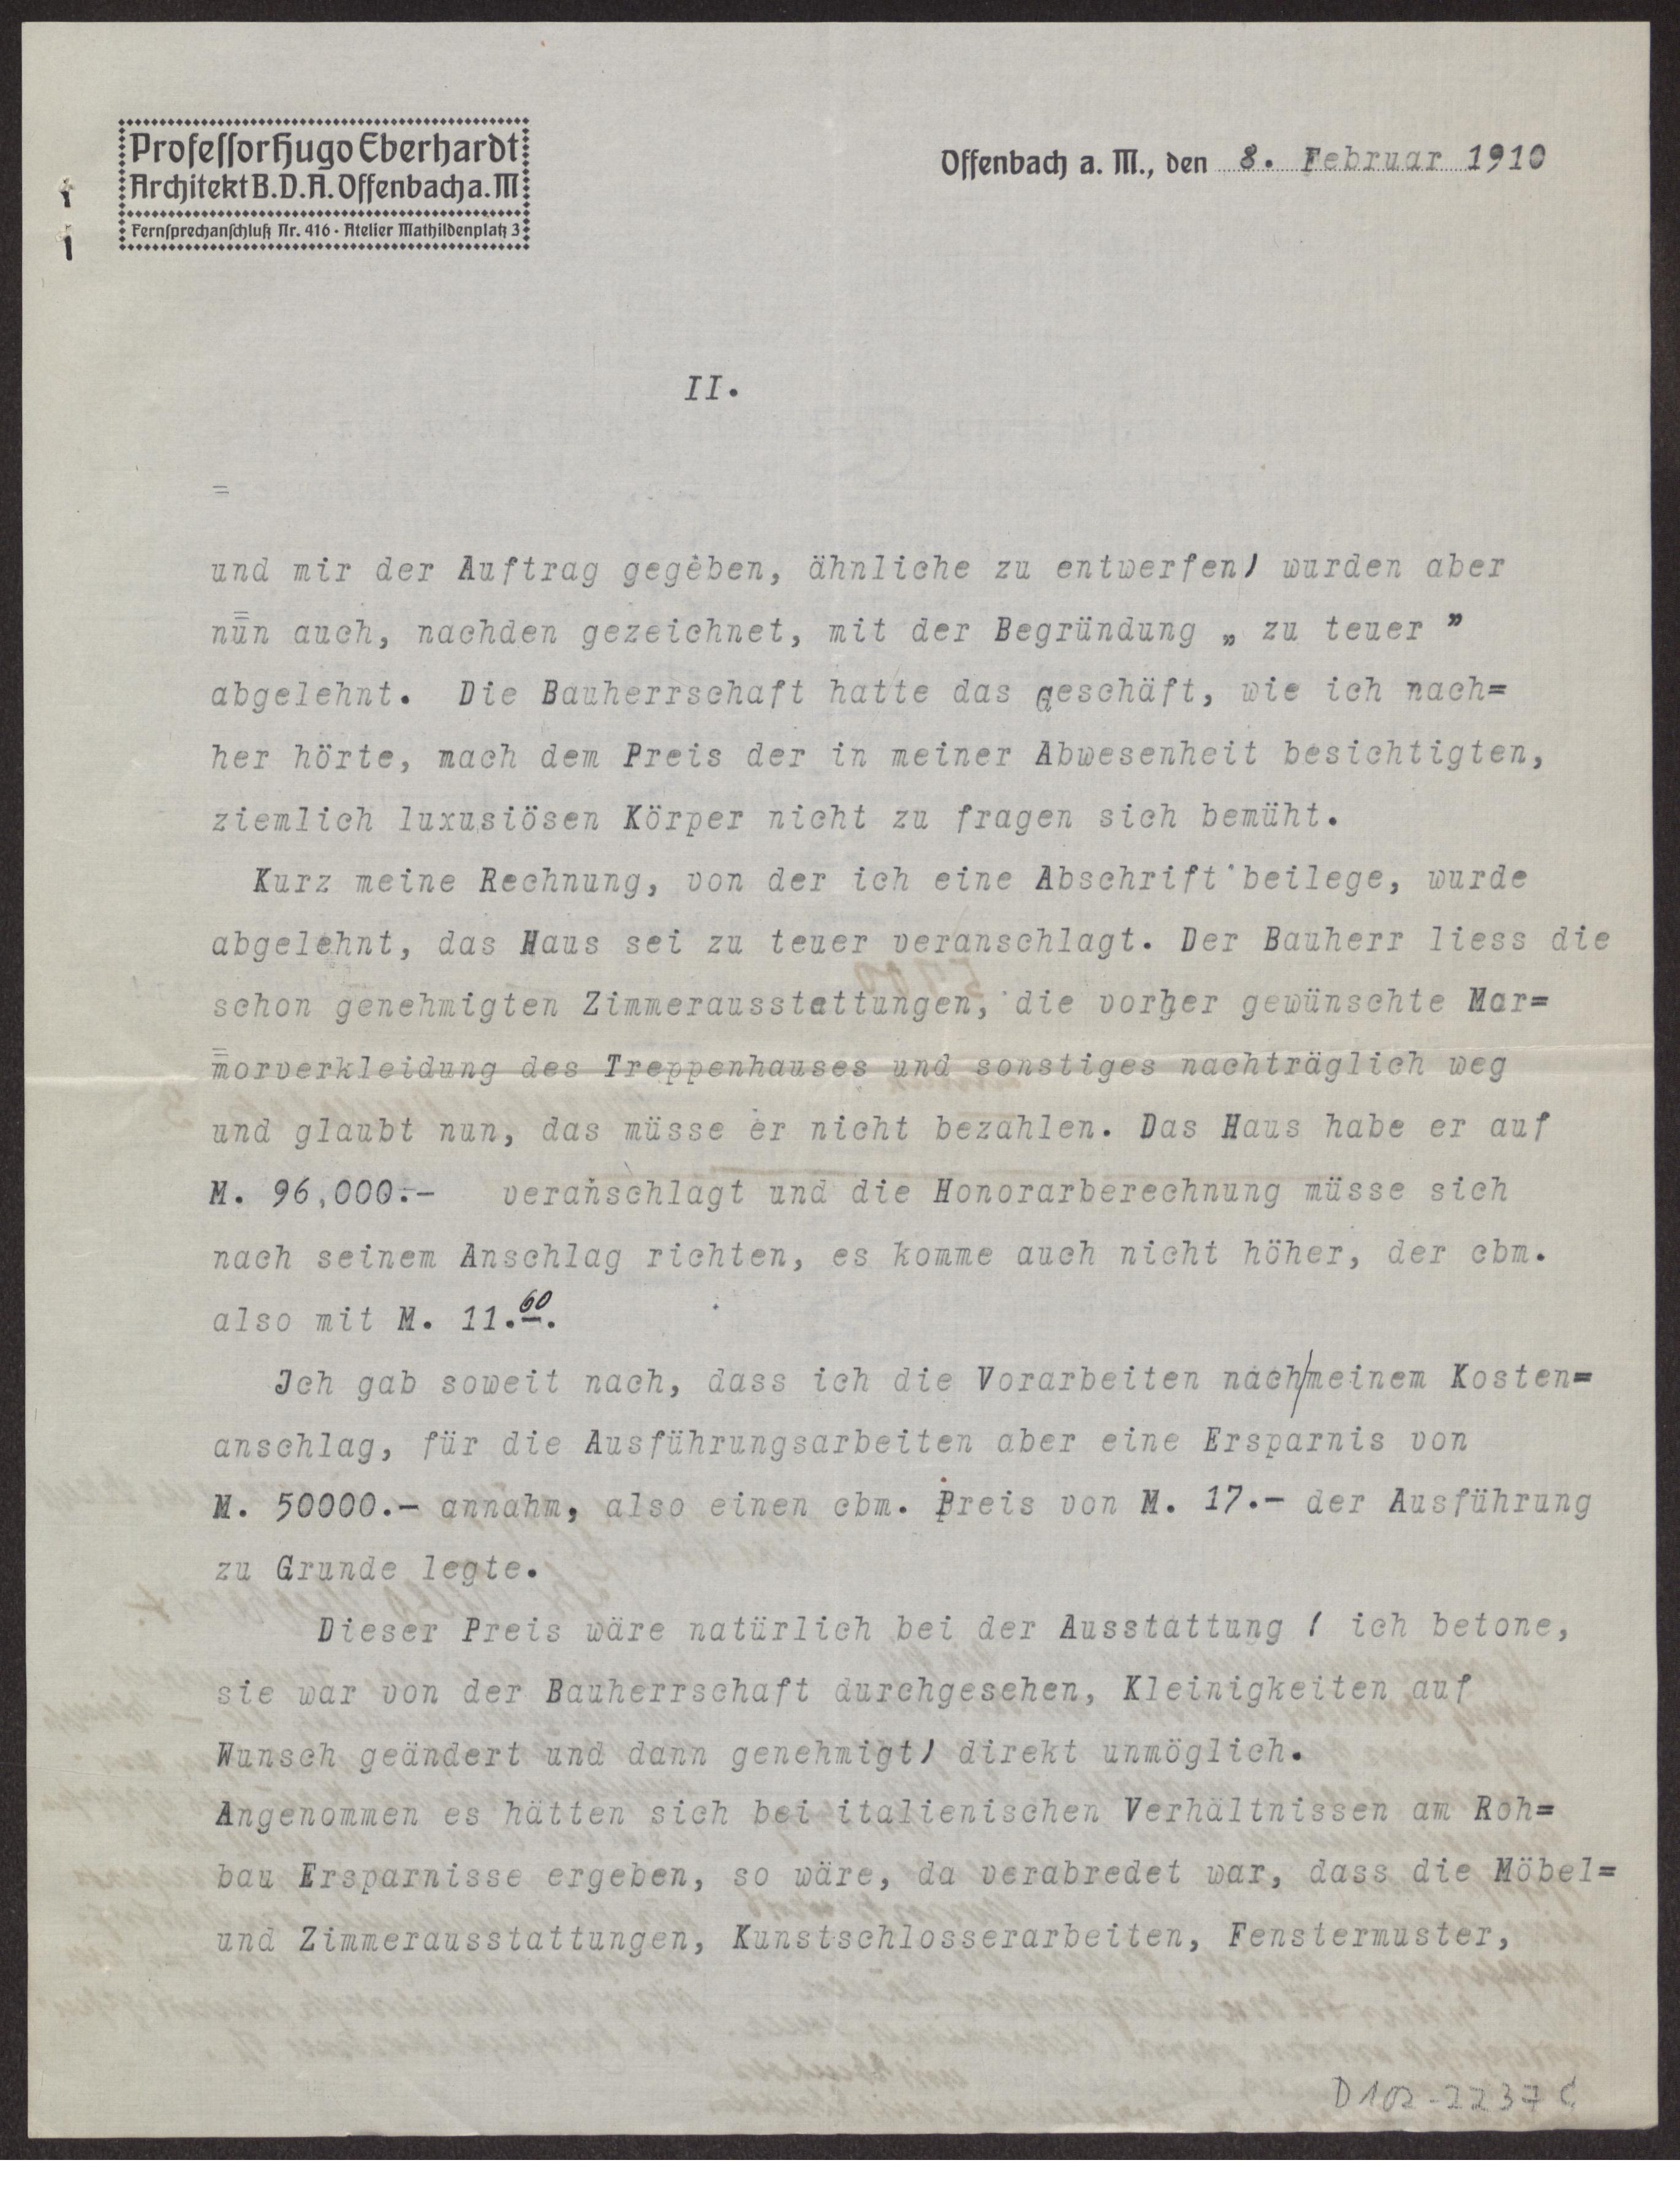 Professor Hugo Eberhardt
Architekt B.D.A. Offenbach a. M
Fernsprechanschluß Nr. 416 · Atelier Mathildenplatz 3
Offenbach a. M., den 8. Februar 1910
II.
=
und mir der Auftrag gegeben, ähnliche zu entwerfen) wurden aber
nun auch, nachden gezeichnet, mit der Begründung „ zu teuer ”
abgelehnt. Die Bauherrschaft hatte das Geschäft, wie ich nach=
her hörte, nach dem Preis der in meiner Abwesenheit besichtigten,
ziemlich luxusiösen Körper nicht zu fragen sich bemüht.
Kurz meine Rechnung, von der ich eine Abschrift beilege, wurde
abgelehnt, das Haus sei zu teuer veranschlagt. Der Bauherr liess die
schon genehmigten Zimmerausstattungen, die vorher gewünschte Mar=
morverkleidung des Treppenhauses und sonstiges nachträglich weg
und glaubt nun, das müsse er nicht bezahlen. Das Haus habe er auf
M. 96,000.- veranschlagt und die Honorarberechnung müsse sich
nach seinem Anschlag richten, es komme auch nicht höher, der cbm.
also mit M. 11.60.
Ich gab soweit nach, dass ich die Vorarbeiten nach/meinem Kosten=
anschlag, für die Ausführungsarbeiten aber eine Ersparnis von
M. 50000.- annahm, also einen cbm. Preis von M. 17.- der Ausführung
zu Grunde legte.
Dieser Preis wäre natürlich bei der Ausstattung ( ich betone,
sie war von der Bauherrschaft durchgesehen, Kleinigkeiten auf
Wunsch geändert und dann genehmigt) direkt unmöglich.
Angenommen es hätten sich bei italienischen Verhältnissen am Roh=
bau Ersparnisse ergeben, so wäre, da verabredet war, dass die Möbel=
und Zimmerausstattungen, Kunstschlosserarbeiten, Fenstermuster,
D 102-2237 C